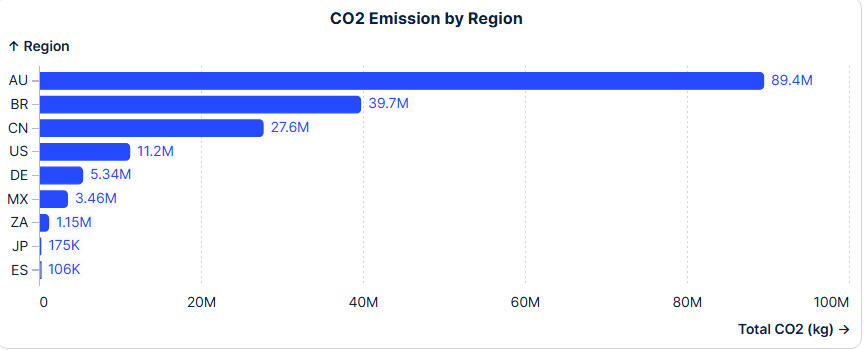 CO2 Emission by Region
↑ Region
AU 89.4M
BR 39.7M
CN 27.6M
US 11.2M
DE 5.34M
MX 3.46M
ZA 1.15M
JP 175K
ES 106K
0 20M 40M 60M 80M 100M
Total CO2 (kg) →